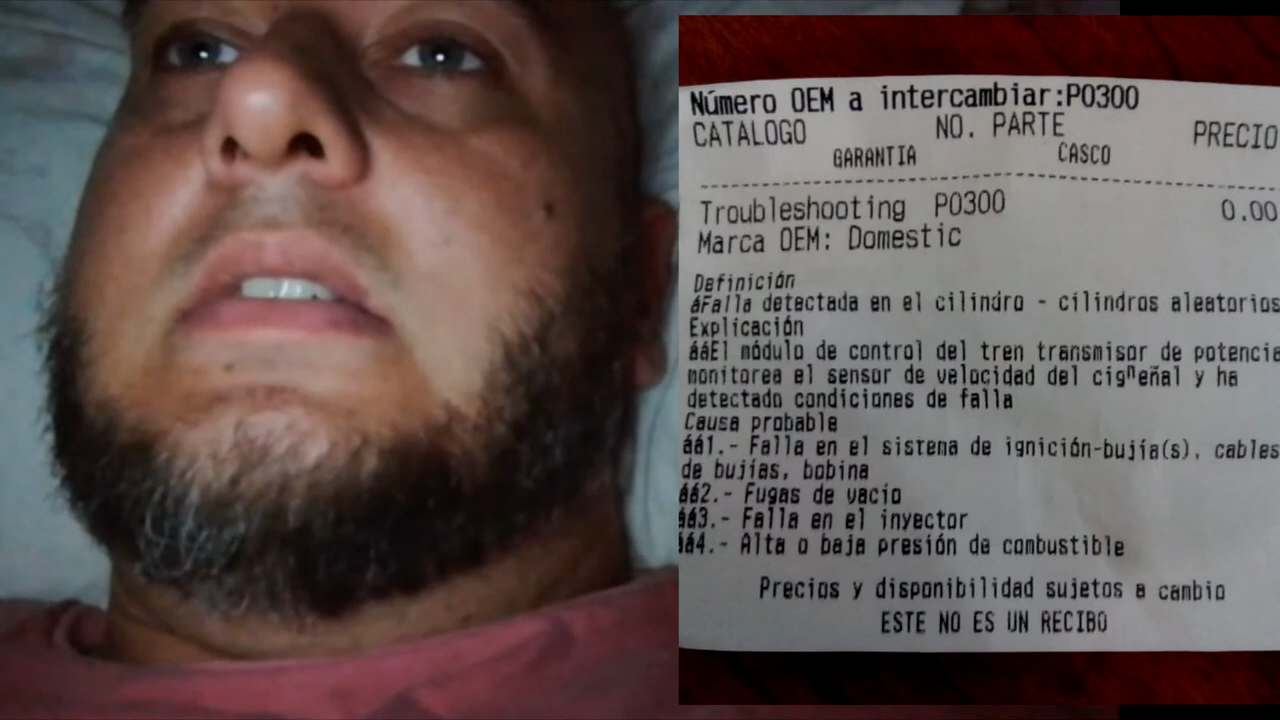 Número OEM a intercambiar:P0300
CATALOGO NO. PARTE PRECIO
GARANTIA CASCO
Troubleshooting P0300 0.00
Marca OEM: Domestic
Definición
áFalla detectada en el cilindro - cilindros aleatorios
Explicación
ááEl módulo de control del tren transmisor de potencia
monitorea el sensor de velocidad del cigⁿeñal y ha
detectado condiciones de falla
Causa probable
áá1.- Falla en el sistema de ignición-bujía(s), cables
de bujías, bobina
áá2.- Fugas de vacío
áá3.- Falla en el inyector
áá4.- Alta o baja presión de combustible
Precios y disponibilidad sujetos a cambio
ESTE NO ES UN RECIBO